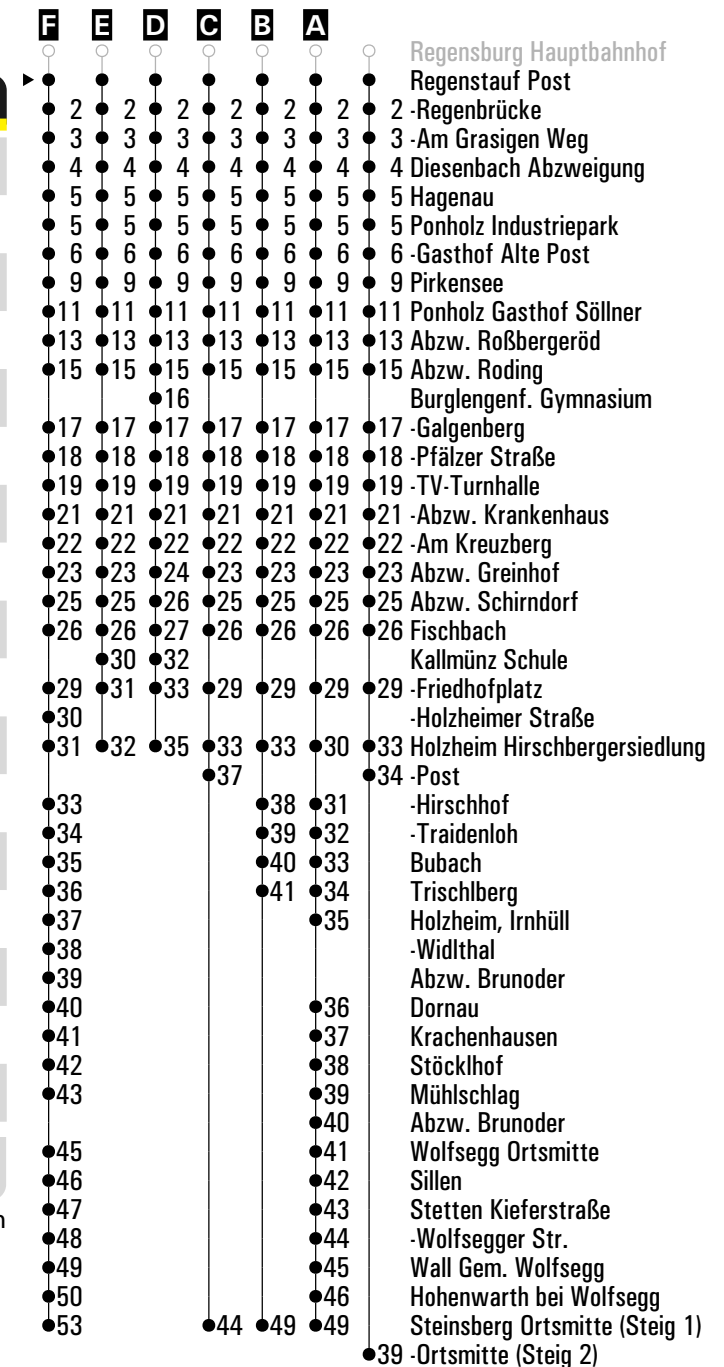 F E D C B A
Regensburg Hauptbahnhof
Regenstauf Post
2 2 2 2 2 2 2 -Regenbrücke
3 3 3 3 3 3 3 -Am Grasigen Weg
4 4 4 4 4 4 4 Diesenbach Abzweigung
5 5 5 5 5 5 5 Hagenau
5 5 5 5 5 5 5 Ponholz Industriepark
6 6 6 6 6 6 6 -Gasthof Alte Post
9 9 9 9 9 9 9 Pirkensee
11 11 11 11 11 11 11 Ponholz Gasthof Söllner
13 13 13 13 13 13 13 Abzw. Roßbergeröd
15 15 15 15 15 15 15 Abzw. Roding
16 Burglengenf. Gymnasium
17 17 17 17 17 17 17 -Galgenberg
18 18 18 18 18 18 18 -Pfälzer Straße
19 19 19 19 19 19 19 -TV-Turnhalle
21 21 21 21 21 21 21 -Abzw. Krankenhaus
22 22 22 22 22 22 22 -Am Kreuzberg
23 23 24 23 23 23 23 Abzw. Greinhof
25 25 26 25 25 25 25 Abzw. Schirndorf
26 26 27 26 26 26 26 Fischbach
30 32 Kallmünz Schule
29 31 33 29 29 29 29 -Friedhofplatz
30 -Holzheimer Straße
31 32 35 33 33 30 33 Holzheim Hirschbergersiedlung
37 34 -Post
33 38 31 -Hirschhof
34 39 32 -Traidenloh
35 40 33 Bubach
36 41 34 Trischlberg
37 35 Holzheim, Irnhüll
38 -Widlthal
39 Abzw. Brunoder
40 36 Dornau
41 37 Krachenhausen
42 38 Stöcklhof
43 39 Mühlschlag
40 Abzw. Brunoder
45 41 Wolfsegg Ortsmitte
46 42 Sillen
47 43 Stetten Kieferstraße
n
48 44 -Wolfsegger Str.
49 45 Wall Gem. Wolfsegg
50 46 Hohenwarth bei Wolfsegg
53 44 49 49 Steinsberg Ortsmitte (Steig 1)
39 -Ortsmitte (Steig 2)